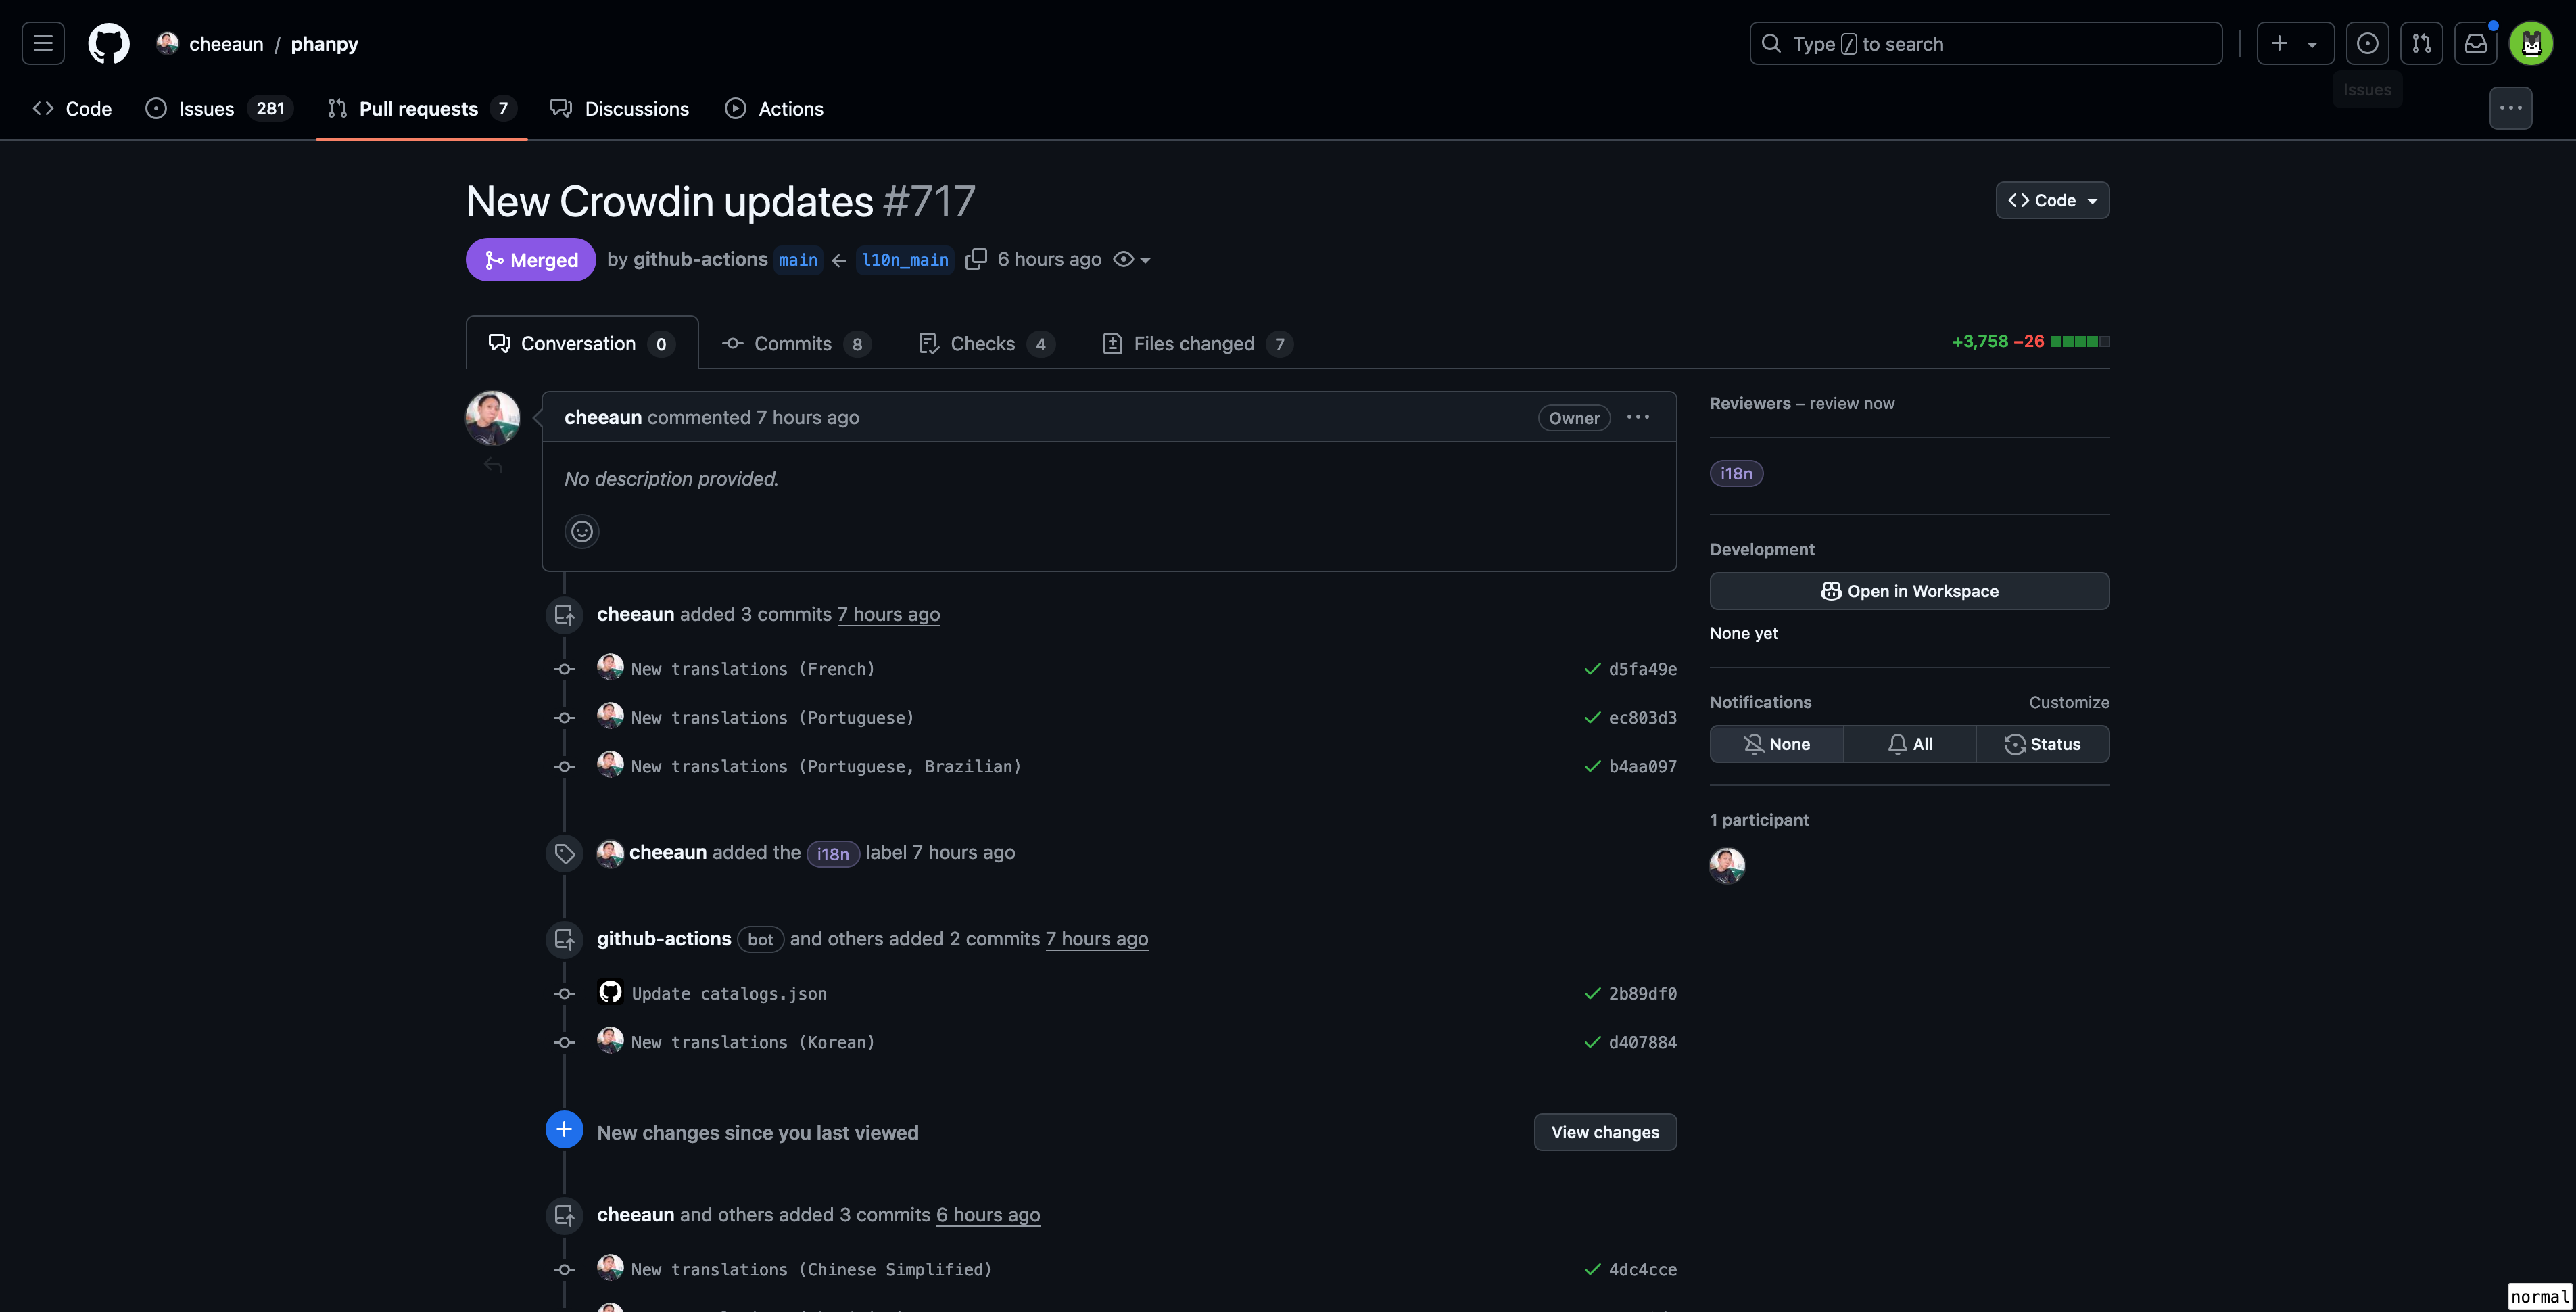 cheeaun / phanpy
Type / to search
Code
Issues 281
Pull requests 7
Discussions
Actions
Issues
New Crowdin updates #717
Code
Merged by github-actions main ← l10n_main 6 hours ago
Conversation 0
Commits 8
Checks 4
Files changed 7
+3,758 −26
cheeaun commented 7 hours ago
Owner
No description provided.
cheeaun added 3 commits 7 hours ago
New translations (French) d5fa49e
New translations (Portuguese) ec803d3
New translations (Portuguese, Brazilian) b4aa097
cheeaun added the i18n label 7 hours ago
github-actions bot and others added 2 commits 7 hours ago
Update catalogs.json 2b89df0
New translations (Korean) d407884
New changes since you last viewed
View changes
cheeaun and others added 3 commits 6 hours ago
New translations (Chinese Simplified) 4dc4cce
Reviewers – review now
i18n
Development
Open in Workspace
None yet
Notifications
Customize
None
All
Status
1 participant
normal